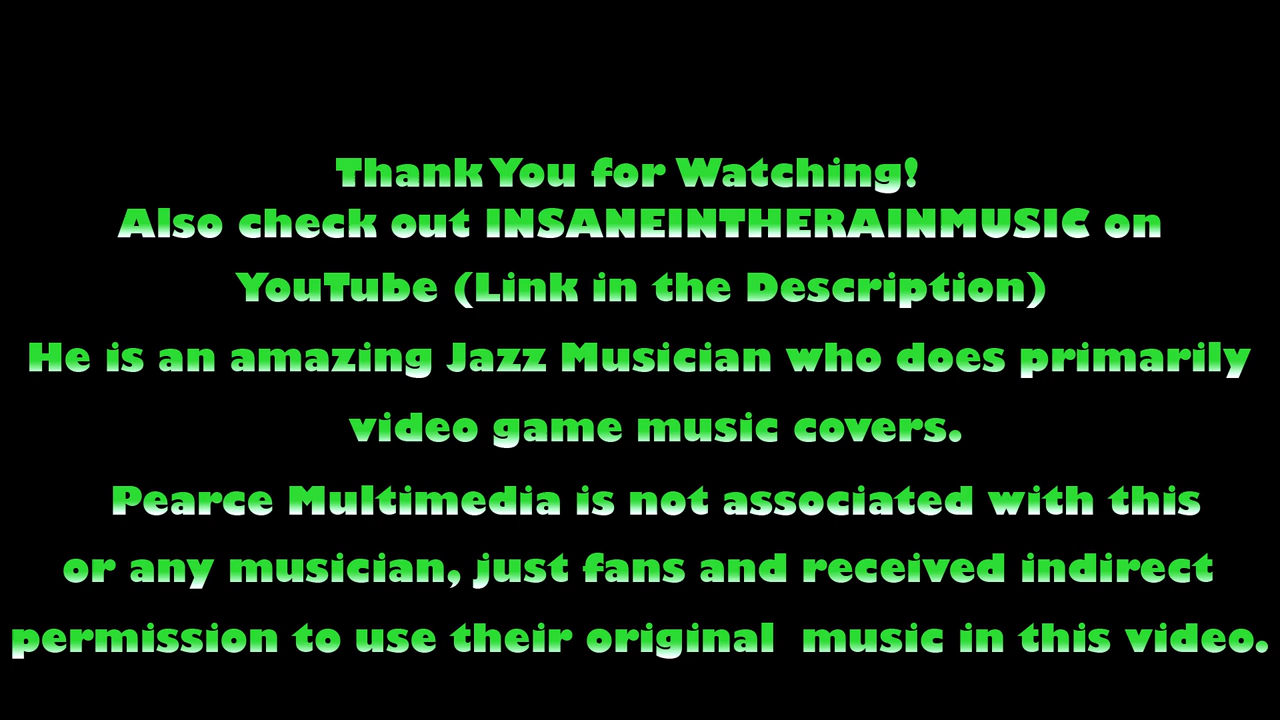 Thank You for Watching!
Also check out INSANEINTHERAINMUSIC on
YouTube (Link in the Description)
He is an amazing Jazz Musician who does primarily
video game music covers.
Pearce Multimedia is not associated with this
or any musician, just fans and received indirect
permission to use their original  music in this video.